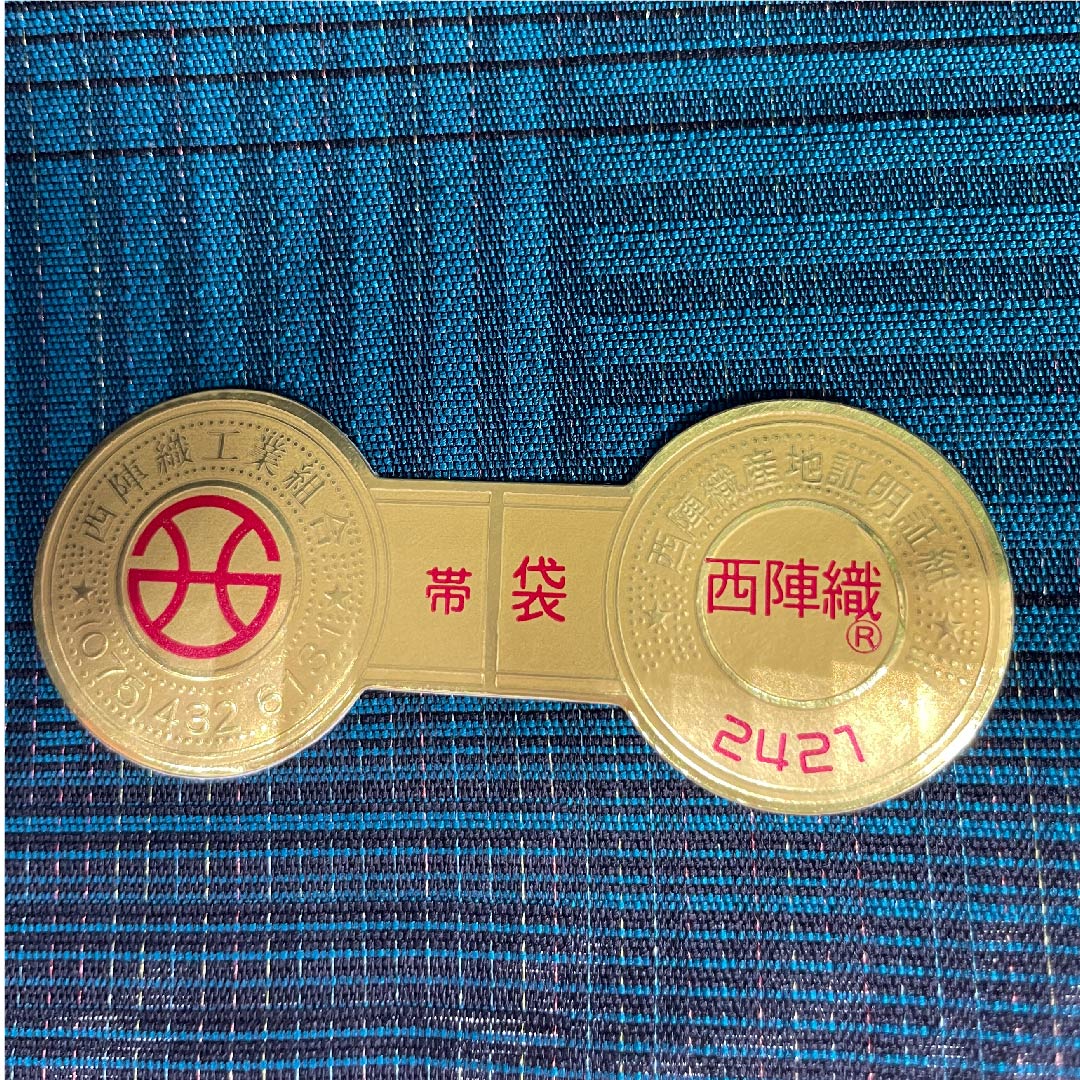 西陣織工業組合
(075)432 6131
帯 袋
西陣織産地証明証紙
西陣織®
2421